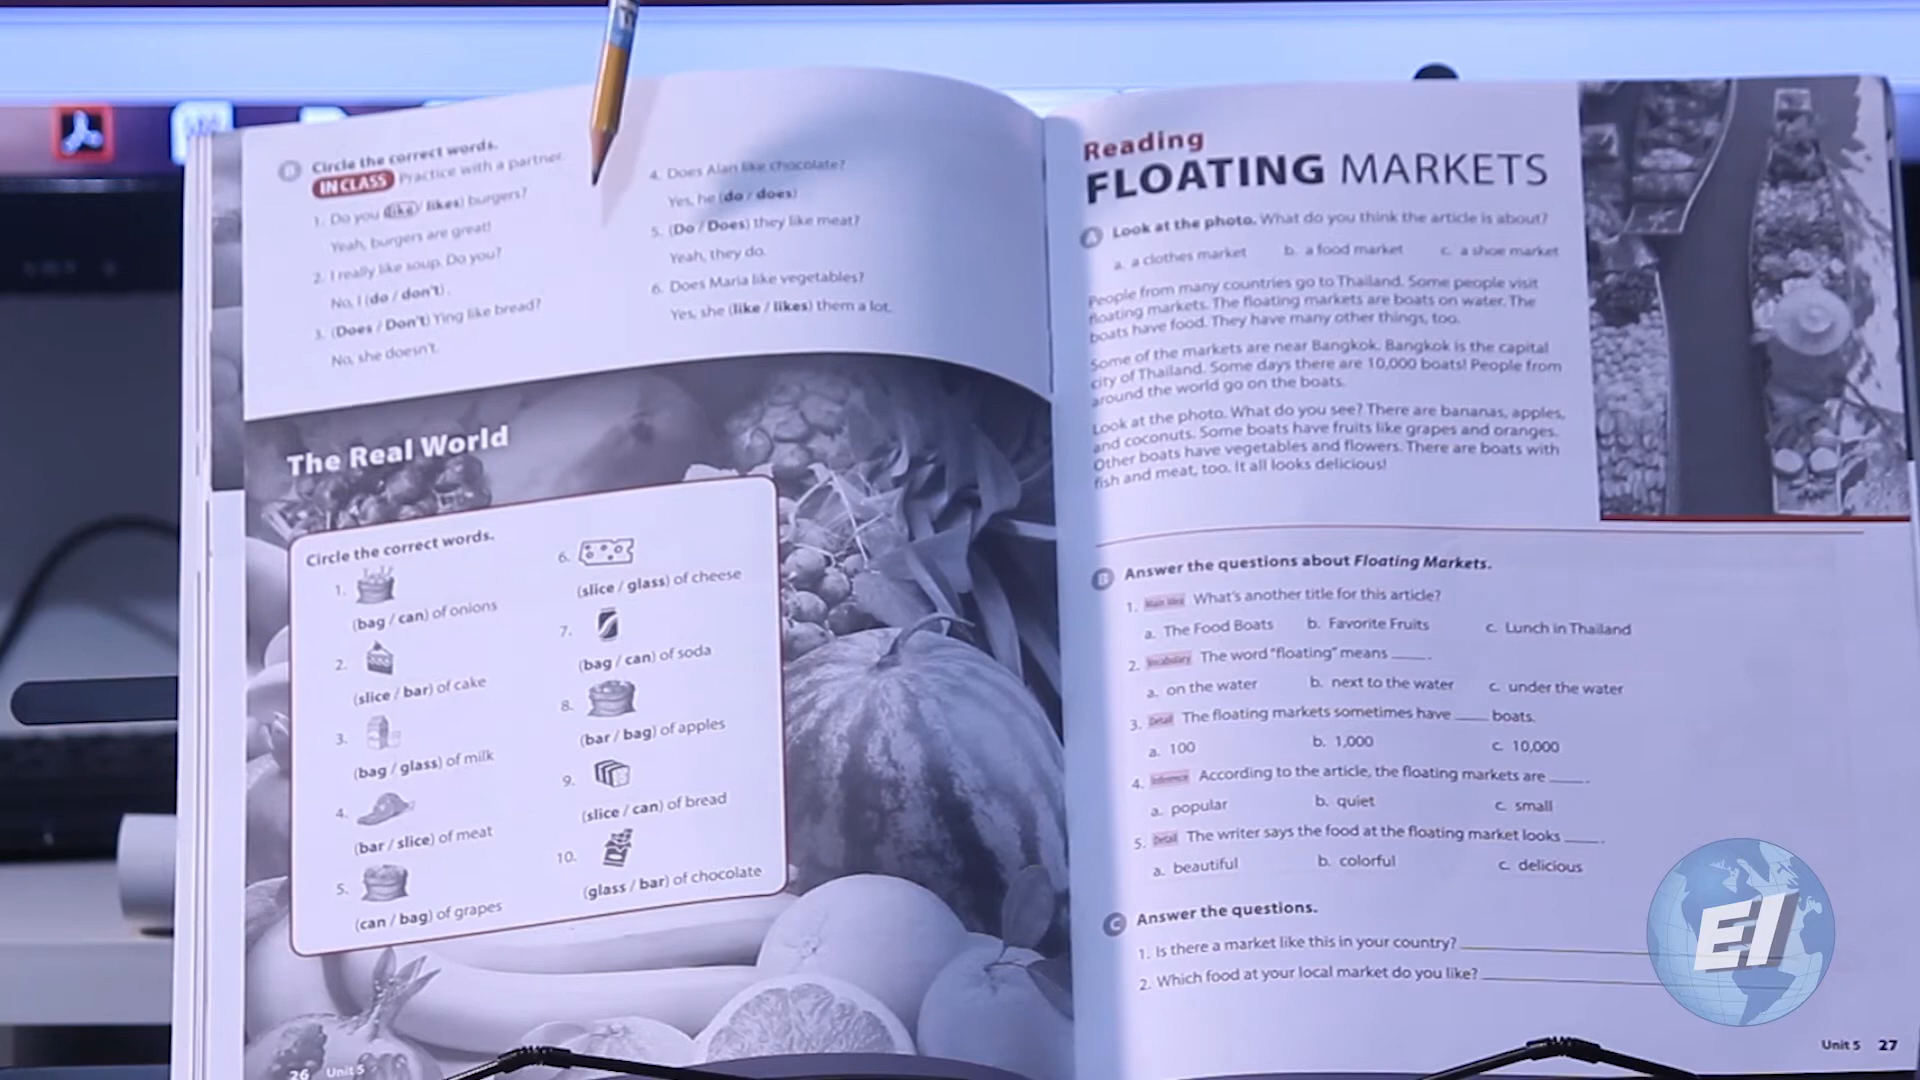 B Circle the correct words.
IN CLASS Practice with a partner.
1. Do you (like / likes) burgers?
Yeah, burgers are great!
2. I really like soup. Do you?
No, I (do / don't).
3. (Does / Don't) Ying like bread?
No, she doesn't.
4. Does Alan like chocolate?
Yes, he (do / does)
5. (Do / Does) they like meat?
Yeah, they do.
6. Does Maria like vegetables?
Yes, she (like / likes) them a lot.
The Real World
Circle the correct words.
1.
(bag / can) of onions
2.
(slice / bar) of cake
3.
(bag / glass) of milk
4.
(bar / slice) of meat
5.
(can / bag) of grapes
6.
(slice / glass) of cheese
7.
(bag / can) of soda
8.
(bar / bag) of apples
9.
(slice / can) of bread
10.
(glass / bar) of chocolate
26 Unit 5
Reading
FLOATING MARKETS
A Look at the photo. What do you think the article is about?
a. a clothes market b. a food market c. a shoe market
People from many countries go to Thailand. Some people visit
floating markets. The floating markets are boats on water. The
boats have food. They have many other things, too.
Some of the markets are near Bangkok. Bangkok is the capital
city of Thailand. Some days there are 10,000 boats! People from
around the world go on the boats.
Look at the photo. What do you see? There are bananas, apples,
and coconuts. Some boats have fruits like grapes and oranges.
Other boats have vegetables and flowers. There are boats with
fish and meat, too. It all looks delicious!
B Answer the questions about Floating Markets.
1. Main Idea What's another title for this article?
a. The Food Boats b. Favorite Fruits c. Lunch in Thailand
2. Vocabulary The word "floating" means ____.
a. on the water b. next to the water c. under the water
3. Detail The floating markets sometimes have ____ boats.
a. 100 b. 1,000 c. 10,000
4. Inference According to the article, the floating markets are ____.
a. popular b. quiet c. small
5. Detail The writer says the food at the floating market looks ____.
a. beautiful b. colorful c. delicious
C Answer the questions.
1. Is there a market like this in your country?
2. Which food at your local market do you like?
EI
Unit 5 27